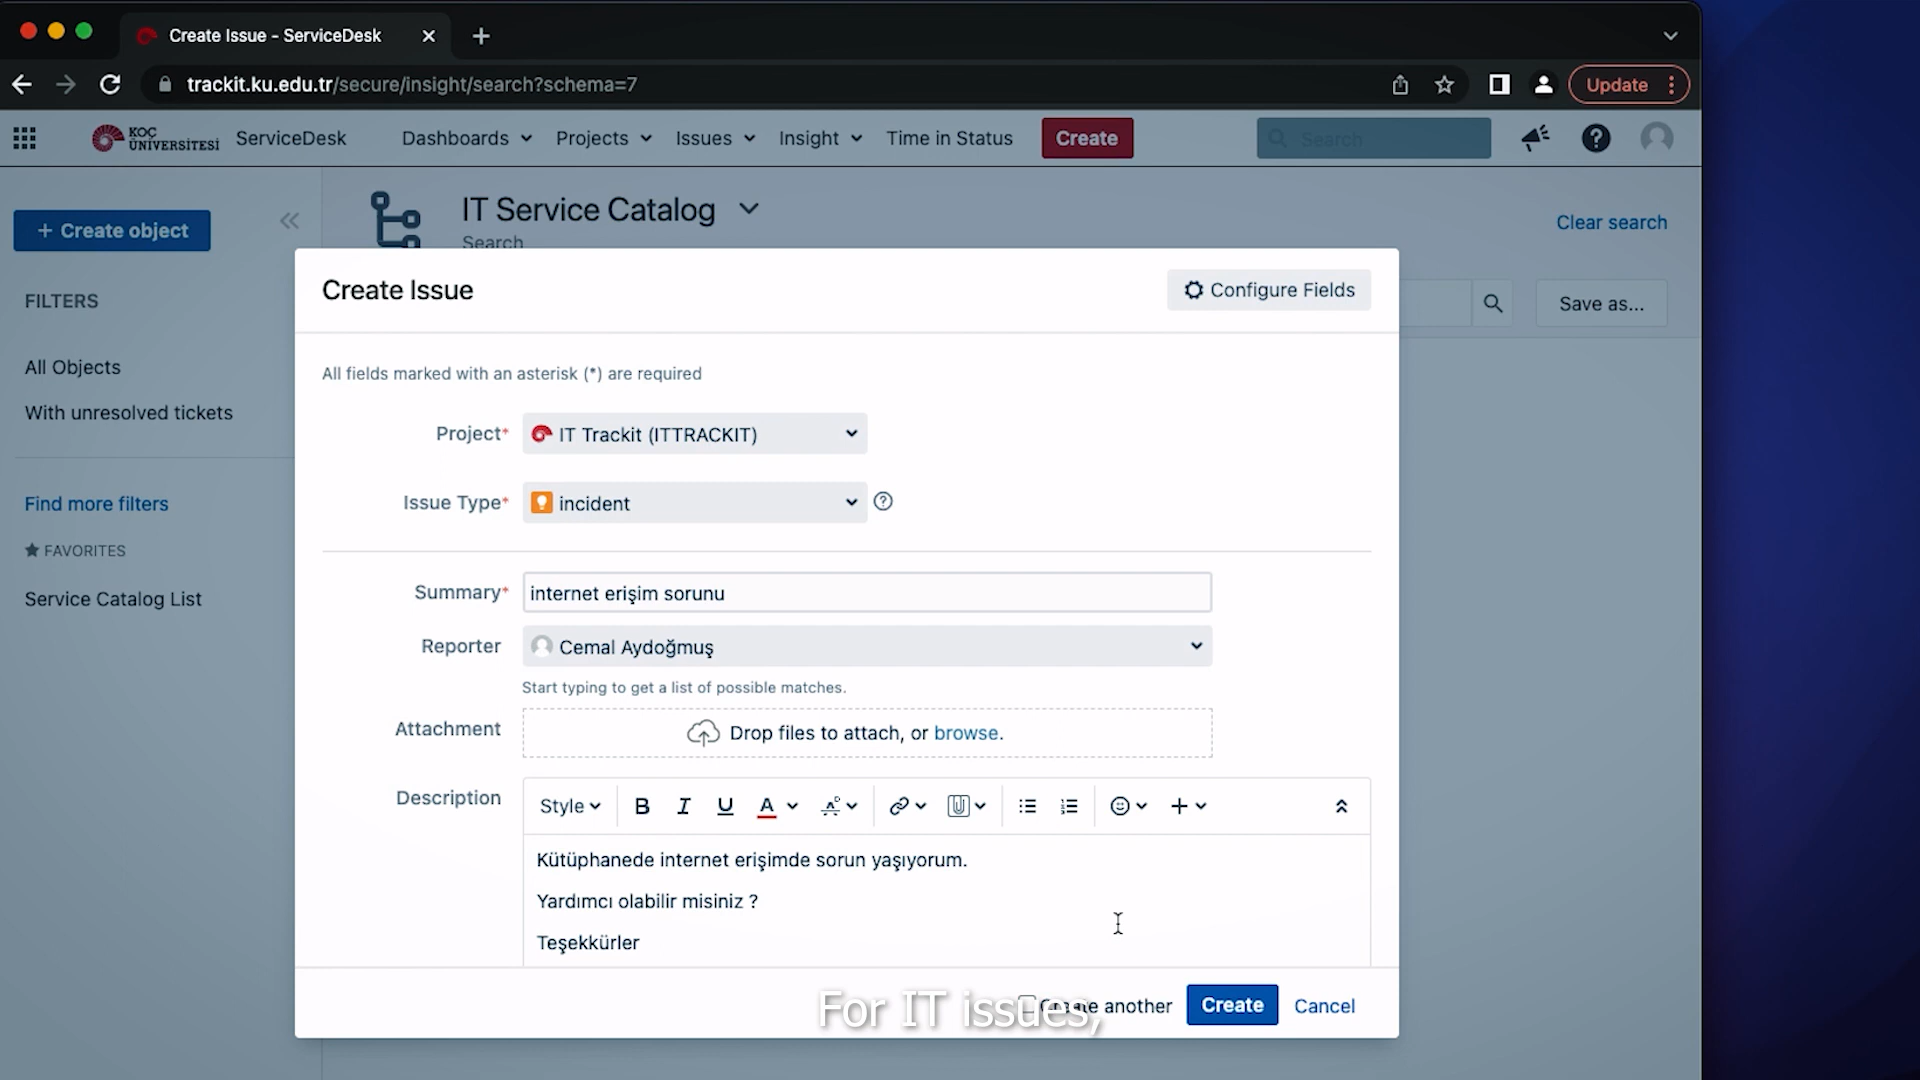 Create Issue - ServiceDesk
trackit.ku.edu.tr/secure/insight/search?schema=7
Update
KOÇ ÜNİVERSİTESİ ServiceDesk Dashboards Projects Issues Insight Time in Status Create Search
+ Create object
IT Service Catalog
Search
Clear search
FILTERS
Save as...
All Objects
With unresolved tickets
Find more filters
FAVORITES
Service Catalog List
Create Issue
Configure Fields
All fields marked with an asterisk (*) are required
Project* IT Trackit (ITTRACKIT)
Issue Type* incident
Summary* internet erişim sorunu
Reporter Cemal Aydoğmuş
Start typing to get a list of possible matches.
Attachment Drop files to attach, or browse.
Description Style B I U A
Kütüphanede internet erişimde sorun yaşıyorum.
Yardımcı olabilir misiniz ?
Teşekkürler
Create another Create Cancel
For IT issues,